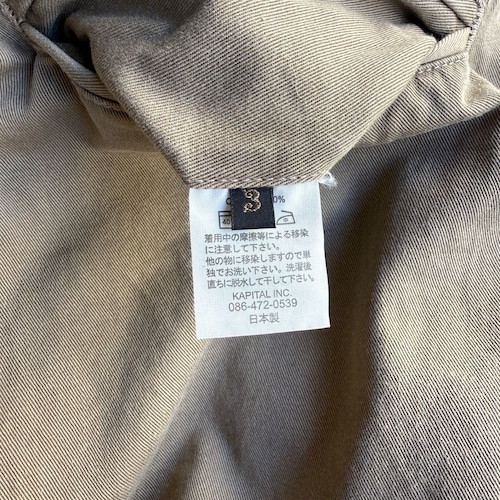 3
40
着用中の摩擦等による移染
に注意して下さい。
他の物に移染しますので単
独でお洗い下さい。洗濯後
直ちに脱水して干して下さい。
KAPITAL INC.
086-472-0539
日本製